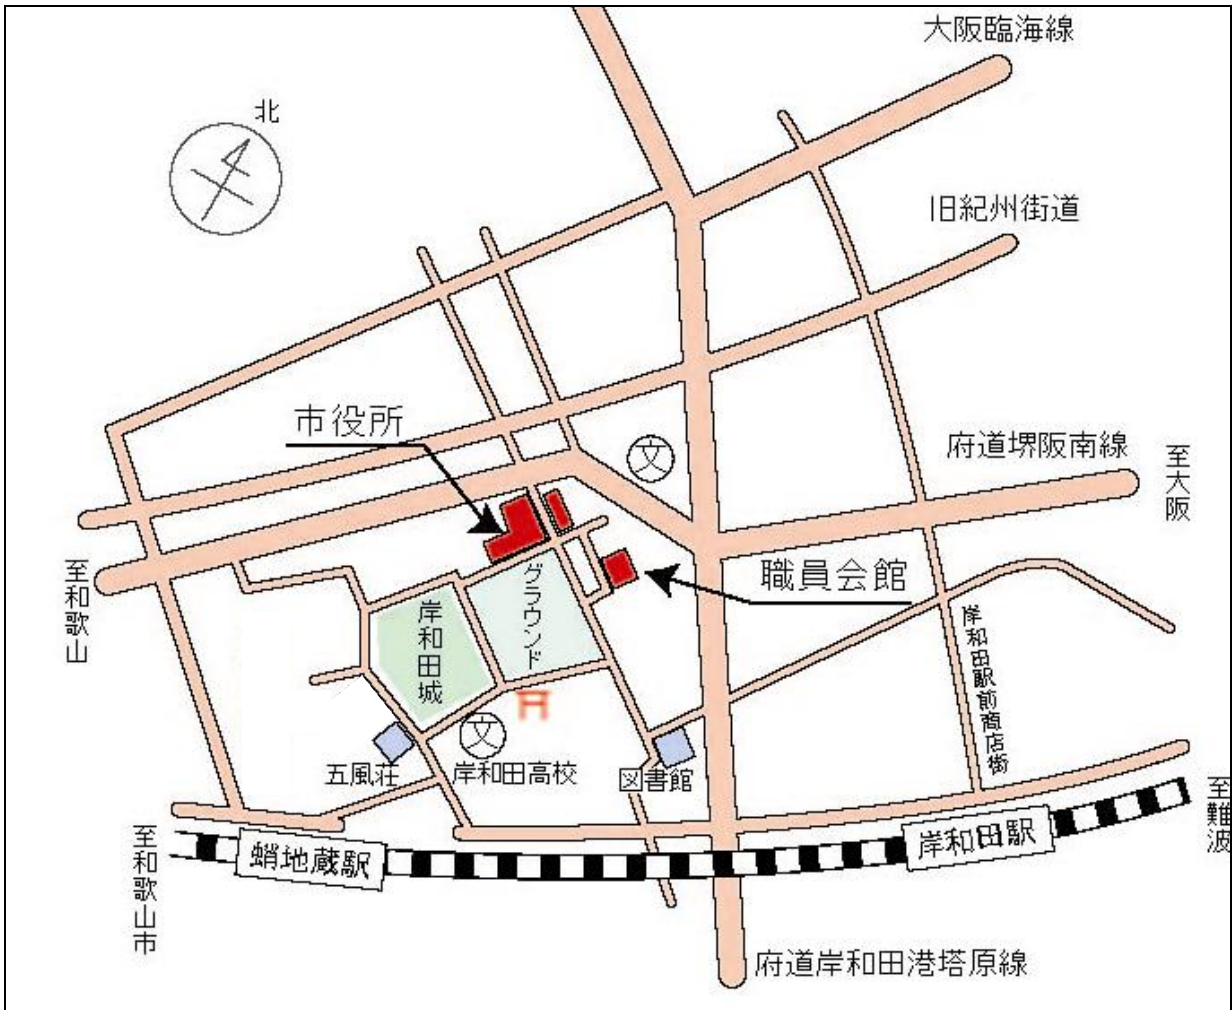 大阪臨海線
北
旧紀州街道
市役所
文
府道堺阪南線
至大阪
至和歌山
職員会館
グラウンド
岸和田城
岸和田駅前商店街
文
五風荘
岸和田高校
図書館
至難波
至和歌山市
蛸地蔵駅
岸和田駅
府道岸和田港塔原線